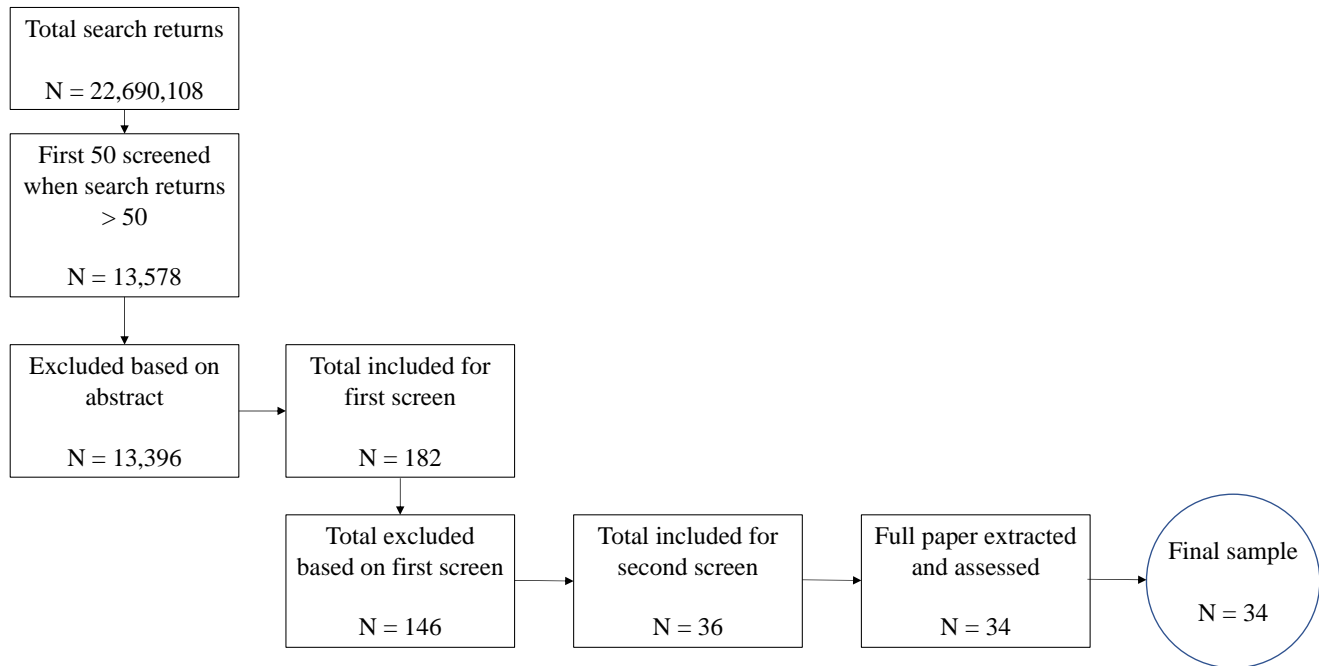 Total search returns
N = 22,690,108
First 50 screened
when search returns
> 50
N = 13,578
Excluded based on
abstract
N = 13,396
Total included for
first screen
N = 182
Total excluded
based on first screen
N = 146
Total included for
second screen
N = 36
Full paper extracted
and assessed
N = 34
Final sample
N = 34